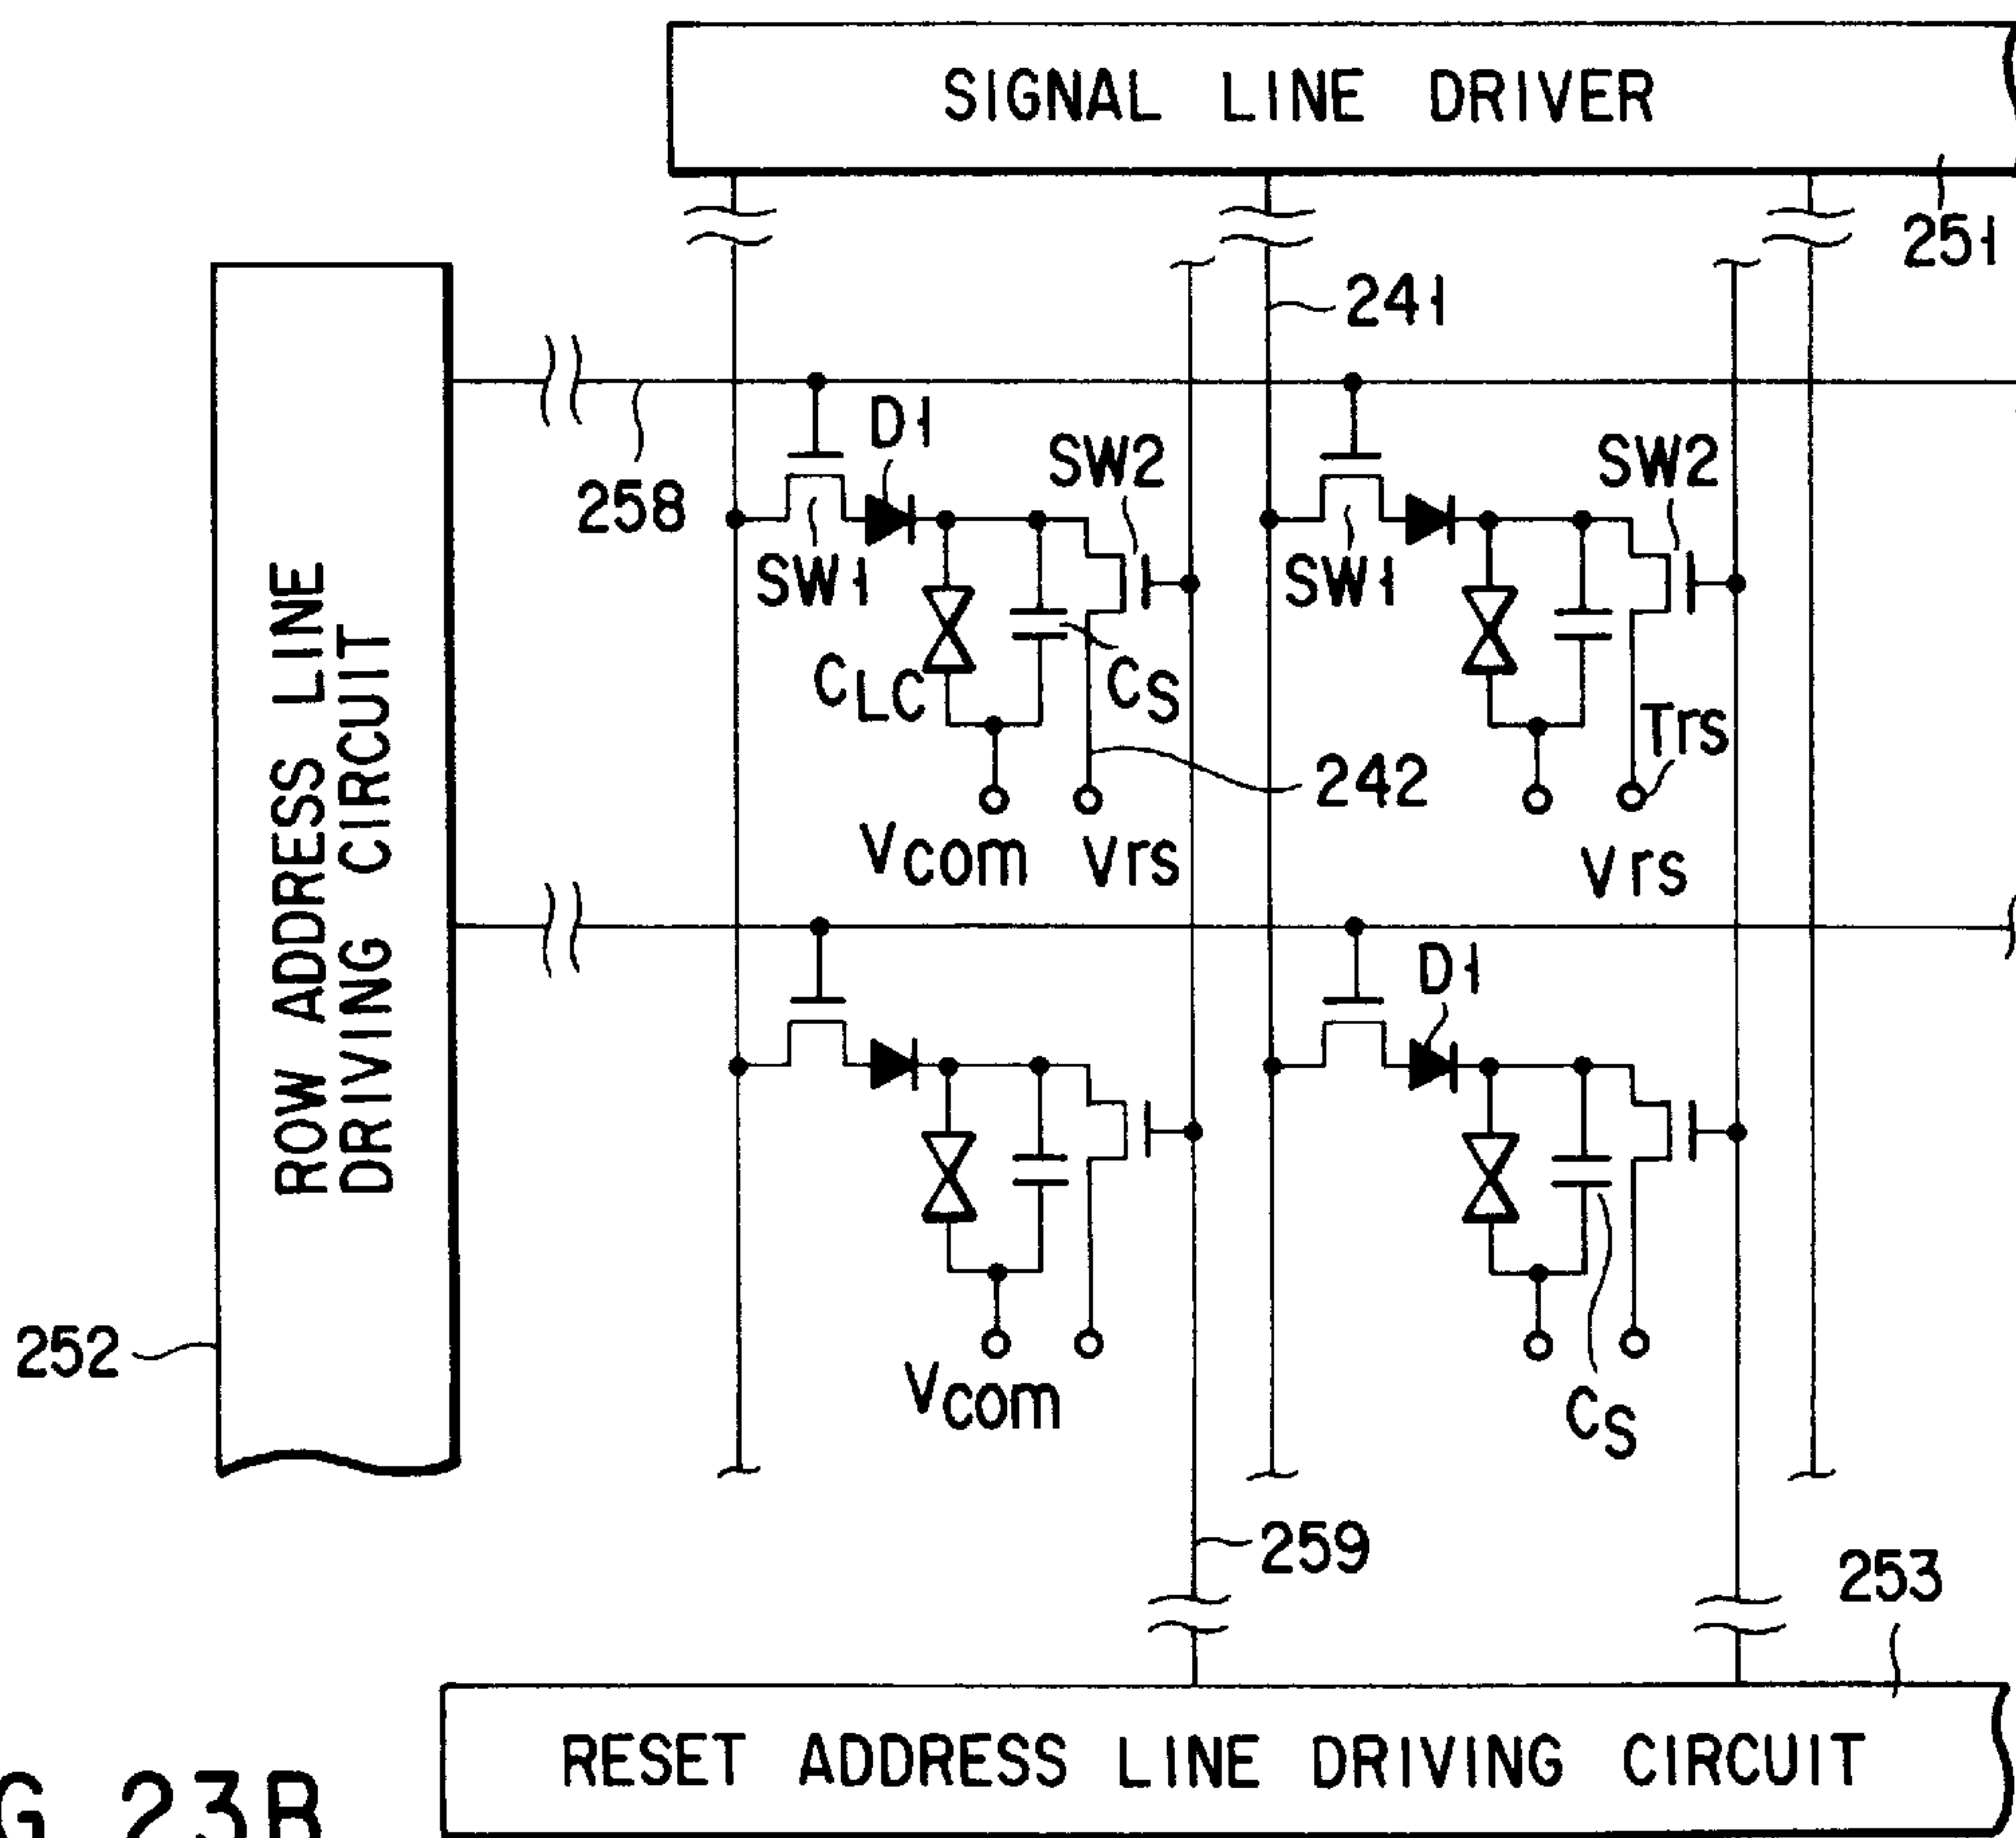 SIGNAL LINE DRIVER
251
241
D1
SW2
SW2
258
SW1
SW1
CLC
CS
Trs
242
Vcom
Vrs
Vrs
ROW ADDRESS LINE
DRIVING CIRCUIT
D1
252
Vcom
CS
259
253
RESET ADDRESS LINE DRIVING CIRCUIT
G 23B